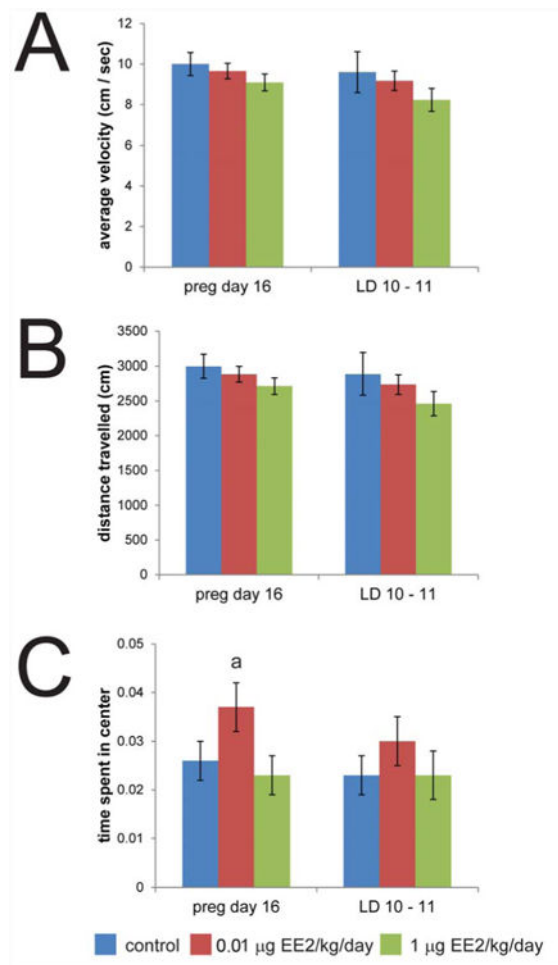 A
average velocity (cm / sec)
12
10
8
6
4
2
0
preg day 16
LD 10 - 11
B
distance travelled (cm)
3500
3000
2500
2000
1500
1000
500
0
preg day 16
LD 10 - 11
C
time spent in center
0.05
0.04
0.03
0.02
0.01
0
a
preg day 16
LD 10 - 11
control 0.01 μg EE2/kg/day 1 μg EE2/kg/day